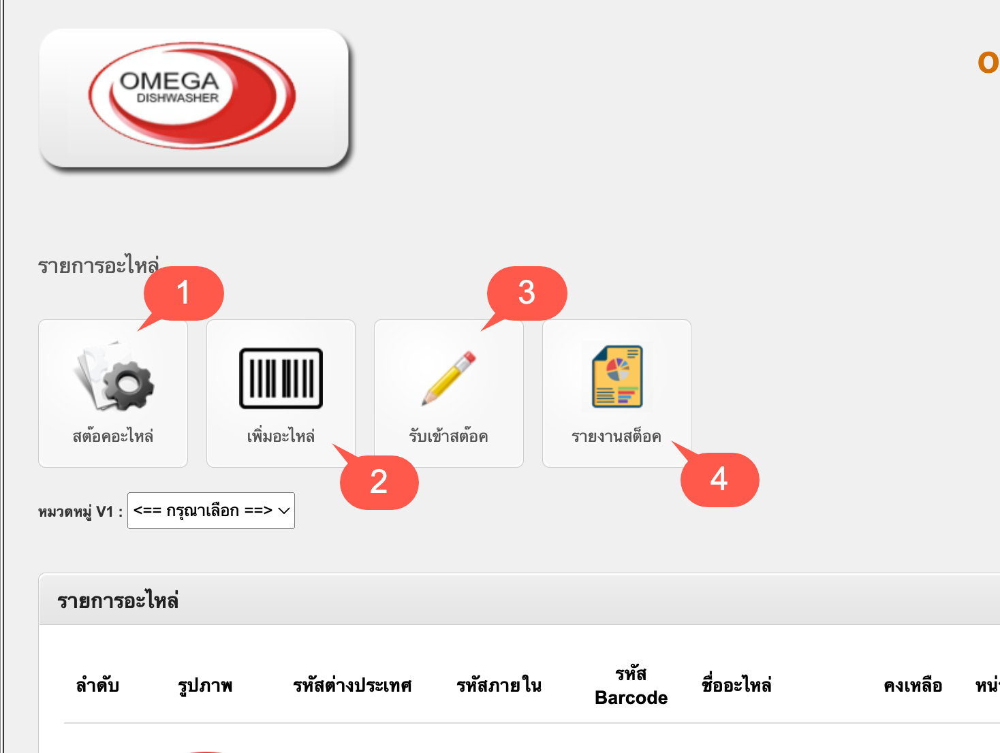 OMEGA
DISHWASHER
รายการอะไหล่
1
3
สต๊อคอะไหล่
เพิ่มอะไหล่
รับเข้าสต๊อค
รายงานสต็อค
2
4
หมวดหมู่ V1 : <== กรุณาเลือก ==>
รายการอะไหล่
ลำดับ
รูปภาพ
รหัสต่างประเทศ
รหัสภายใน
รหัส
Barcode
ชื่ออะไหล่
คงเหลือ